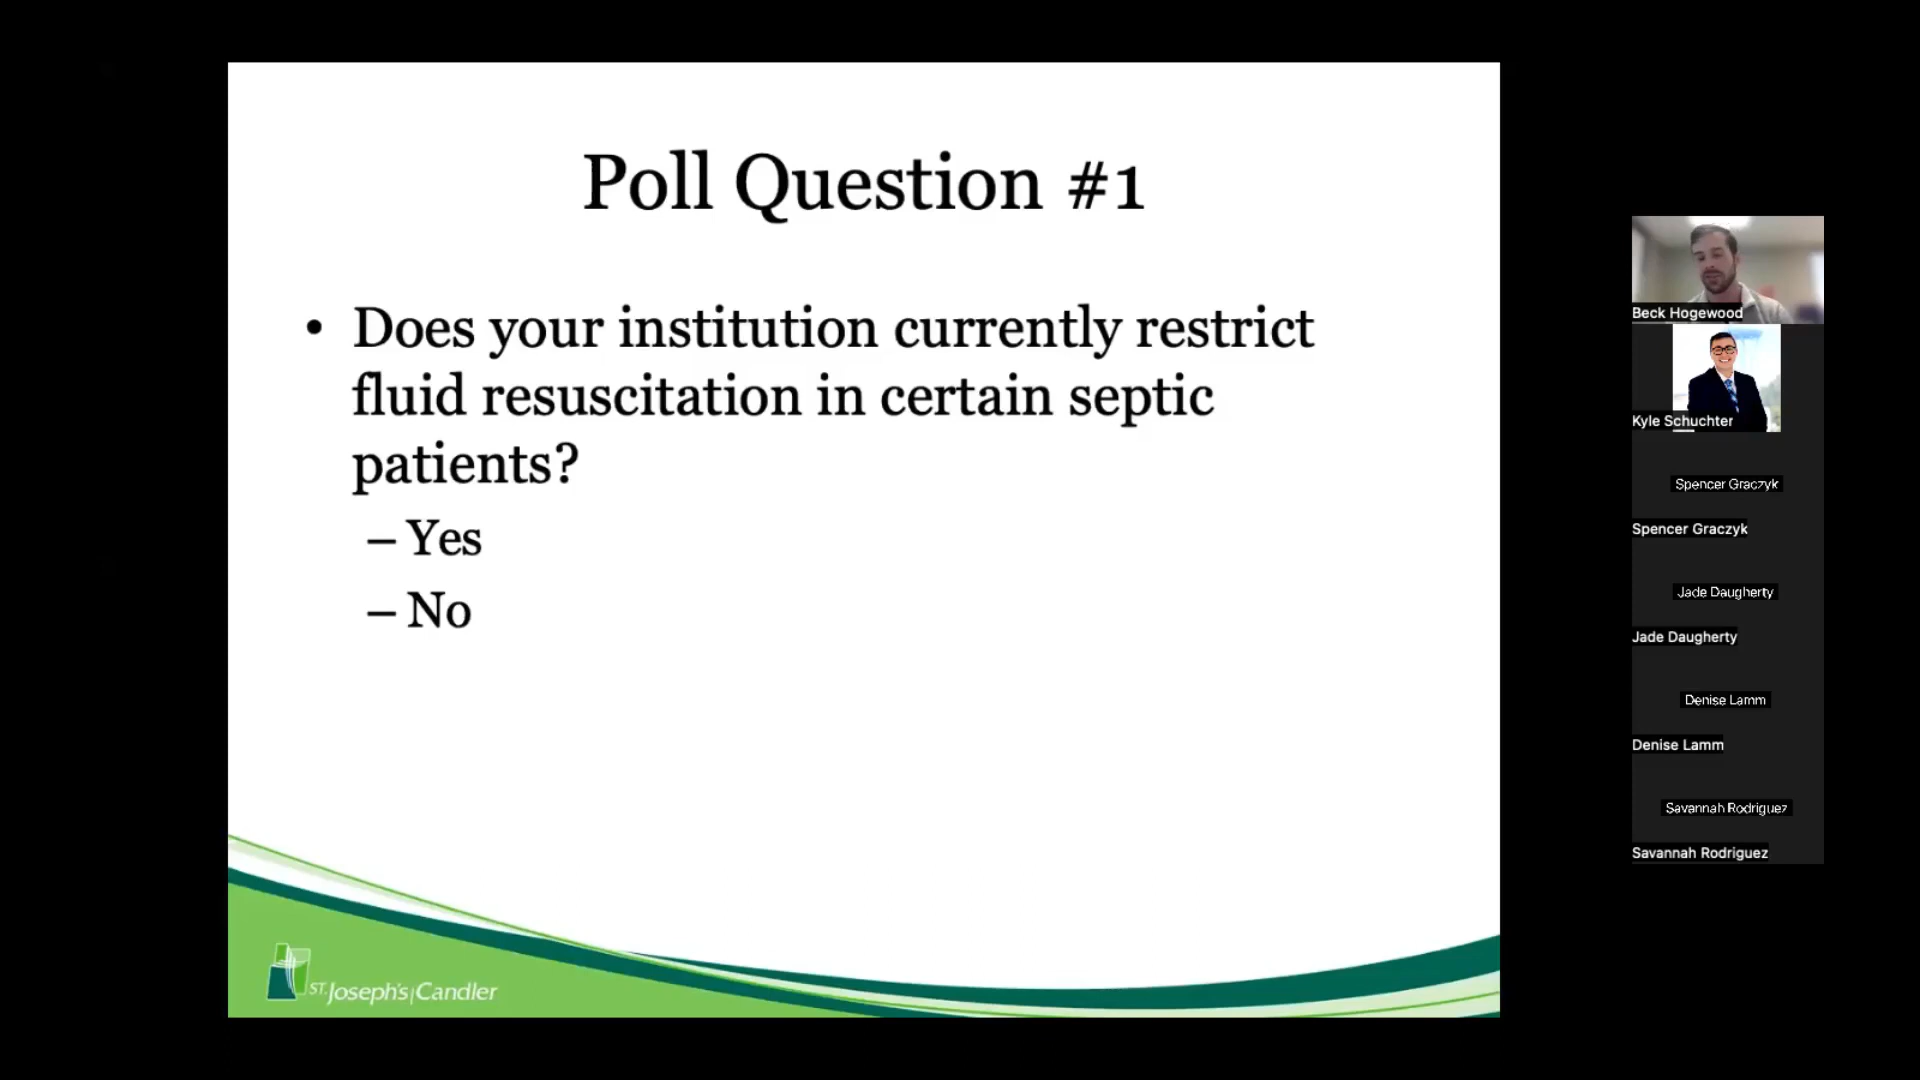 Poll Question #1
• Does your institution currently restrict
fluid resuscitation in certain septic
patients?
– Yes
– No
ST. Joseph's|Candler
Beck Hogewood
Kyle Schuchter
Spencer Graczyk
Spencer Graczyk
Jade Daugherty
Jade Daugherty
Denise Lamm
Denise Lamm
Savannah Rodriguez
Savannah Rodriguez